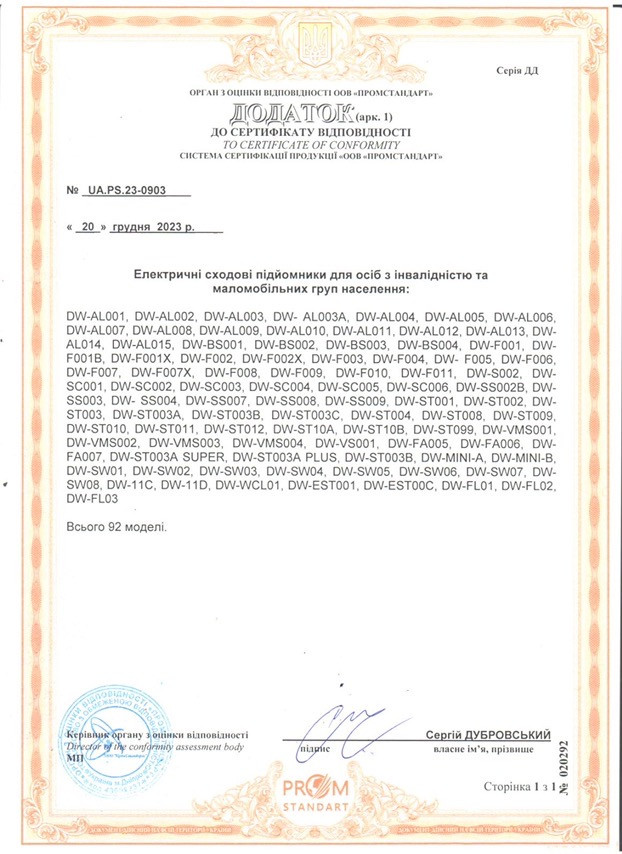 Серія ДД
ОРГАН З ОЦІНКИ ВІДПОВІДНОСТІ ООВ «ПРОМСТАНДАРТ»
ДОДАТОК (арк. 1)
ДО СЕРТИФІКАТУ ВІДПОВІДНОСТІ
TO CERTIFICATE OF CONFORMITY
СИСТЕМА СЕРТИФІКАЦІЇ ПРОДУКЦІЇ «ООВ «ПРОМСТАНДАРТ»
№ UA.PS.23-0903
« 20 » грудня 2023 р.
Електричні сходові підйомники для осіб з інвалідністю та
маломобільних груп населення:
DW-AL001, DW-AL002, DW-AL003, DW- AL003A, DW-AL004, DW-AL005, DW-AL006,
DW-AL007, DW-AL008, DW-AL009, DW-AL010, DW-AL011, DW-AL012, DW-AL013, DW-
AL014, DW-AL015, DW-BS001, DW-BS002, DW-BS003, DW-BS004, DW-F001, DW-
F001B, DW-F001X, DW-F002, DW-F002X, DW-F003, DW-F004, DW- F005, DW-F006,
DW-F007, DW-F007X, DW-F008, DW-F009, DW-F010, DW-F011, DW-S002, DW-
SC001, DW-SC002, DW-SC003, DW-SC004, DW-SC005, DW-SC006, DW-SS002B, DW-
SS003, DW- SS004, DW-SS007, DW-SS008, DW-SS009, DW-ST001, DW-ST002, DW-
ST003, DW-ST003A, DW-ST003B, DW-ST003C, DW-ST004, DW-ST008, DW-ST009,
DW-ST010, DW-ST011, DW-ST012, DW-ST10A, DW-ST10B, DW-ST099, DW-VMS001,
DW-VMS002, DW-VMS003, DW-VMS004, DW-VS001, DW-FA005, DW-FA006, DW-
FA007, DW-ST003A SUPER, DW-ST003A PLUS, DW-ST003B, DW-MINI-A, DW-MINI-B,
DW-SW01, DW-SW02, DW-SW03, DW-SW04, DW-SW05, DW-SW06, DW-SW07, DW-
SW08, DW-11C, DW-11D, DW-WCL01, DW-EST001, DW-EST00C, DW-FL01, DW-FL02,
DW-FL03
Всього 92 моделі.
Керівник органу з оцінки відповідності
Director of the conformity assessment body
МП
підпис
Сергій ДУБРОВСЬКИЙ
власне ім'я, прізвище
Сторінка 1 з 1
№ 020292
PROM
STANDART
ДОКУМЕНТ ДІЙСНИЙ НА ВСІЙ ТЕРИТОРІЇ УКРАЇНИ